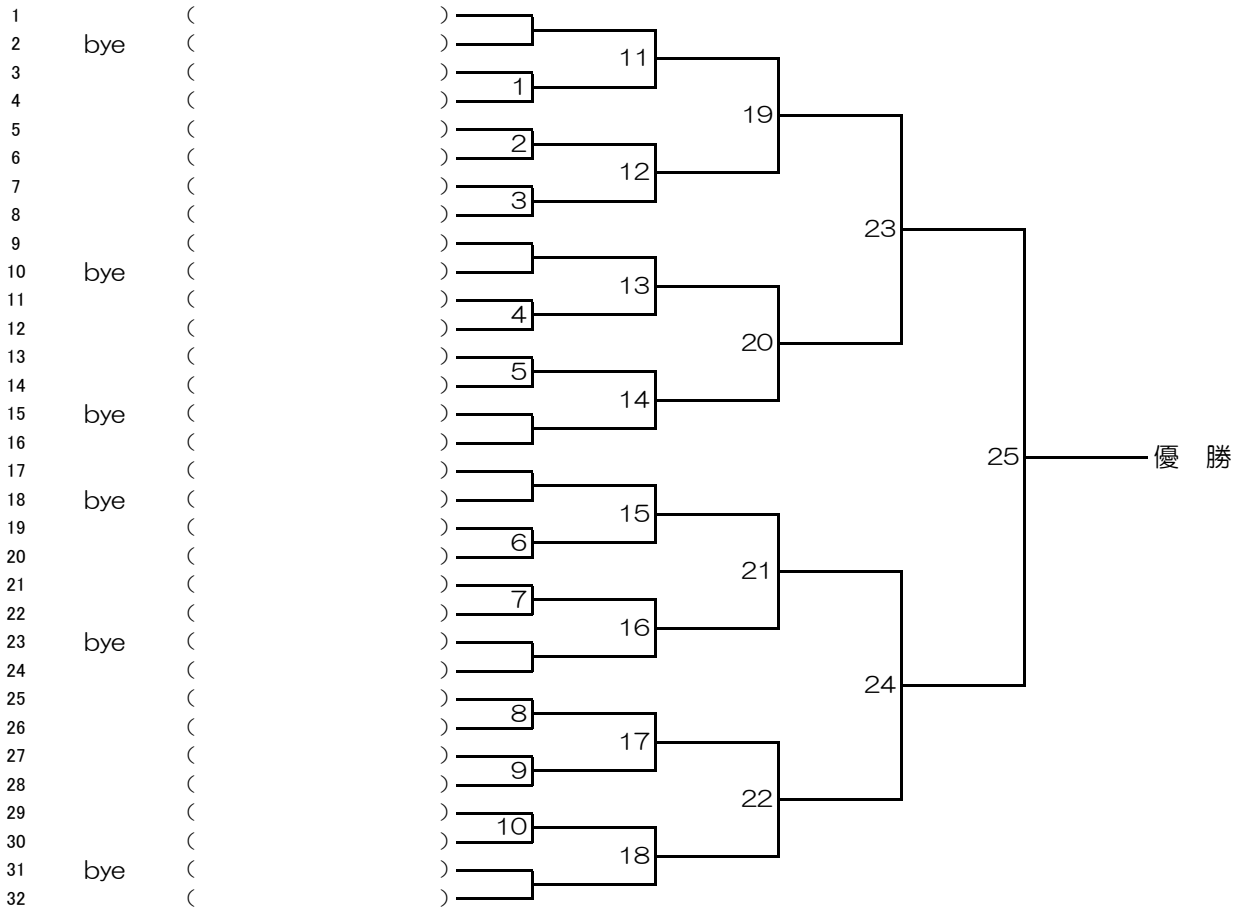 1 ( )
2 bye ( )
11
3 ( )
1
4 ( )
19
5 ( )
2
6 ( )
12
7 ( )
3
8 ( )
23
9 ( )
10 bye ( )
13
11 ( )
4
12 ( )
20
13 ( )
5
14 ( )
14
15 bye ( )
16 ( )
25 優 勝
17 ( )
18 bye ( )
15
19 ( )
6
20 ( )
21
21 ( )
7
22 ( )
16
23 bye ( )
24 ( )
24
25 ( )
8
26 ( )
17
27 ( )
9
28 ( )
22
29 ( )
10
30 ( )
18
31 bye ( )
32 ( )